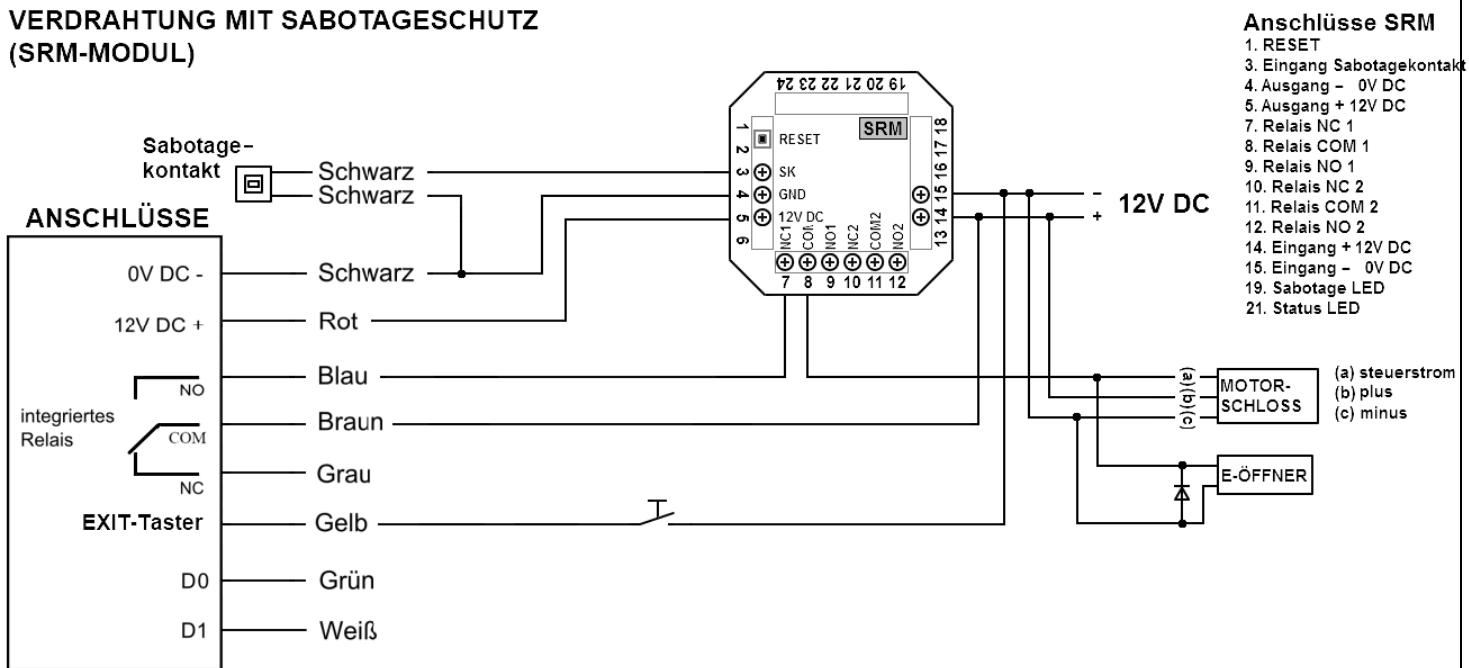 VERDRAHTUNG MIT SABOTAGESCHUTZ
(SRM-MODUL)
Anschlüsse SRM
1. RESET
3. Eingang Sabotagekontakt
4. Ausgang – 0V DC
5. Ausgang + 12V DC
7. Relais NC 1
8. Relais COM 1
9. Relais NO 1
10. Relais NC 2
11. Relais COM 2
12. Relais NO 2
14. Eingang + 12V DC
15. Eingang – 0V DC
19. Sabotage LED
21. Status LED
24 23 22 21 20 19
1 2 3 4 5 6
RESET
SRM
SK
GND
12V DC
18 17 16 15 14 13
NC1 COM NO1 NC2 COM2 NO2
7 8 9 10 11 12
– 12V DC
+
Sabotage-
kontakt
Schwarz
Schwarz
ANSCHLÜSSE
0V DC - Schwarz
12V DC + Rot
NO Blau
integriertes
Relais
COM Braun
NC Grau
EXIT-Taster Gelb
D0 Grün
D1 Weiß
(a) (b) (c)
MOTOR-
SCHLOSS
(a) steuerstrom
(b) plus
(c) minus
E-ÖFFNER